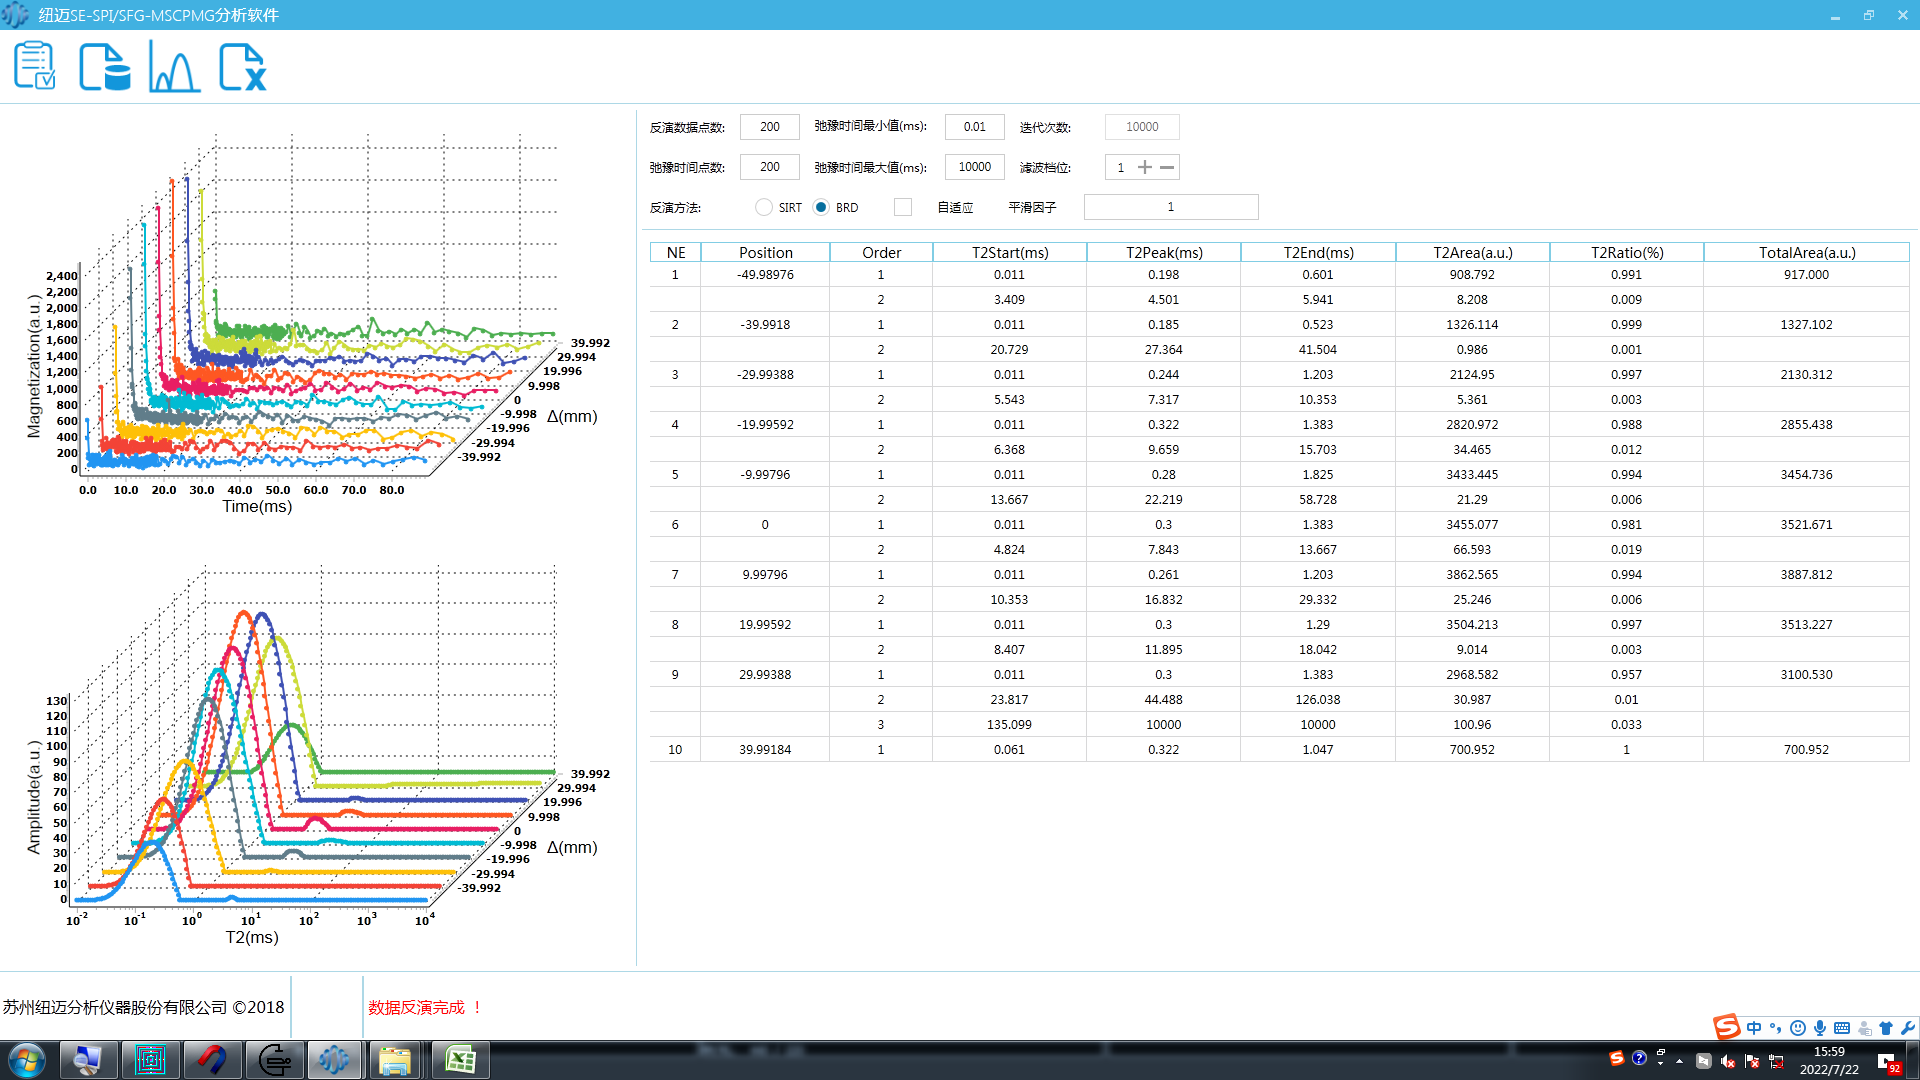 纽迈SE-SPI/SFG-MSCPMG分析软件
反演数据点数: 200 弛豫时间最小值(ms): 0.01 迭代次数: 10000
弛豫时间点数: 200 弛豫时间最大值(ms): 10000 滤波档位: 1
反演方法: SIRT BRD 自适应 平滑因子 1
2,400
2,200
2,000
1,800
1,600
1,400
1,200
1,000
800
600
400
200
0
Magnetization(a.u.)
0.0 10.0 20.0 30.0 40.0 50.0 60.0 70.0 80.0
Time(ms)
39.992
29.994
19.996
9.998
0
-9.998
-19.996
-29.994
-39.992
Δ(mm)
130
120
110
100
90
80
70
60
50
40
30
20
10
0
Amplitude(a.u.)
10-2 10-1 100 101 102 103 104
T2(ms)
39.992
29.994
19.996
9.998
0
-9.998
-19.996
-29.994
-39.992
Δ(mm)
NE Position Order T2Start(ms) T2Peak(ms) T2End(ms) T2Area(a.u.) T2Ratio(%) TotalArea(a.u.)
1 -49.98976 1 0.011 0.198 0.601 908.792 0.991 917.000
2 3.409 4.501 5.941 8.208 0.009
2 -39.9918 1 0.011 0.185 0.523 1326.114 0.999 1327.102
2 20.729 27.364 41.504 0.986 0.001
3 -29.99388 1 0.011 0.244 1.203 2124.95 0.997 2130.312
2 5.543 7.317 10.353 5.361 0.003
4 -19.99592 1 0.011 0.322 1.383 2820.972 0.988 2855.438
2 6.368 9.659 15.703 34.465 0.012
5 -9.99796 1 0.011 0.28 1.825 3433.445 0.994 3454.736
2 13.667 22.219 58.728 21.29 0.006
6 0 1 0.011 0.3 1.383 3455.077 0.981 3521.671
2 4.824 7.843 13.667 66.593 0.019
7 9.99796 1 0.011 0.261 1.203 3862.565 0.994 3887.812
2 10.353 16.832 29.332 25.246 0.006
8 19.99592 1 0.011 0.3 1.29 3504.213 0.997 3513.227
2 8.407 11.895 18.042 9.014 0.003
9 29.99388 1 0.011 0.3 1.383 2968.582 0.957 3100.530
2 23.817 44.488 126.038 30.987 0.01
3 135.099 10000 10000 100.96 0.033
10 39.99184 1 0.061 0.322 1.047 700.952 1 700.952
苏州纽迈分析仪器股份有限公司 ©2018
数据反演完成 ！
中
15:59
2022/7/22
92